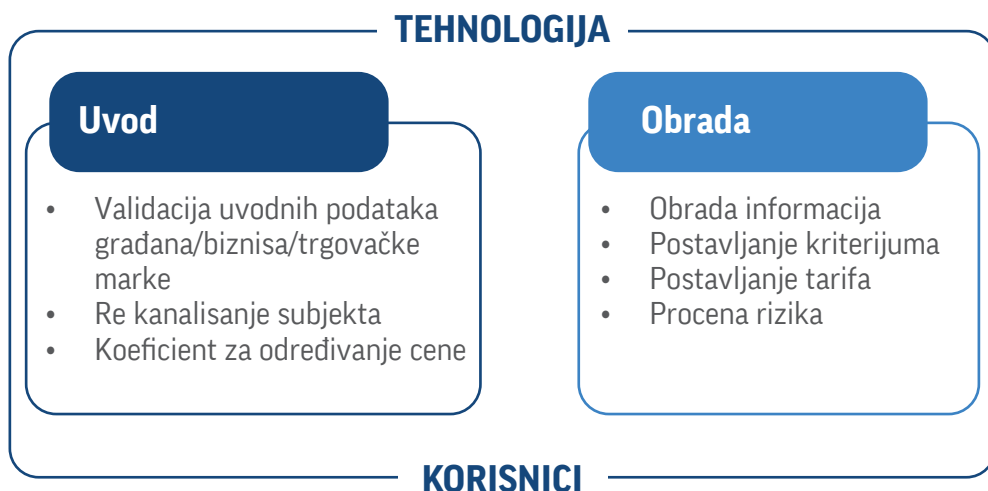 TEHNOLOGIJA
Uvod
• Validacija uvodnih podataka
građana/biznisa/trgovačke
marke
• Re kanalisanje subjekta
• Koeficient za određivanje cene
Obrada
• Obrada informacija
• Postavljanje kriterijuma
• Postavljanje tarifa
• Procena rizika
KORISNICI